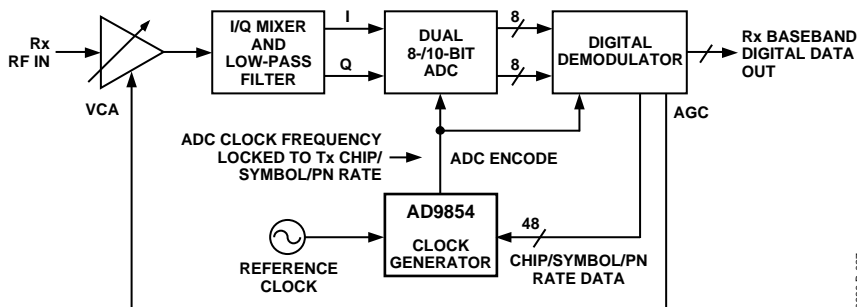 Rx
RF IN
VCA
I/Q MIXER
AND
LOW-PASS
FILTER
I
Q
DUAL
8-/10-BIT
ADC
8
8
DIGITAL
DEMODULATOR
Rx BASEBAND
DIGITAL DATA
OUT
AGC
ADC CLOCK FREQUENCY
LOCKED TO Tx CHIP/
SYMBOL/PN RATE
ADC ENCODE
AD9854
CLOCK
GENERATOR
48
CHIP/SYMBOL/PN
RATE DATA
REFERENCE
CLOCK